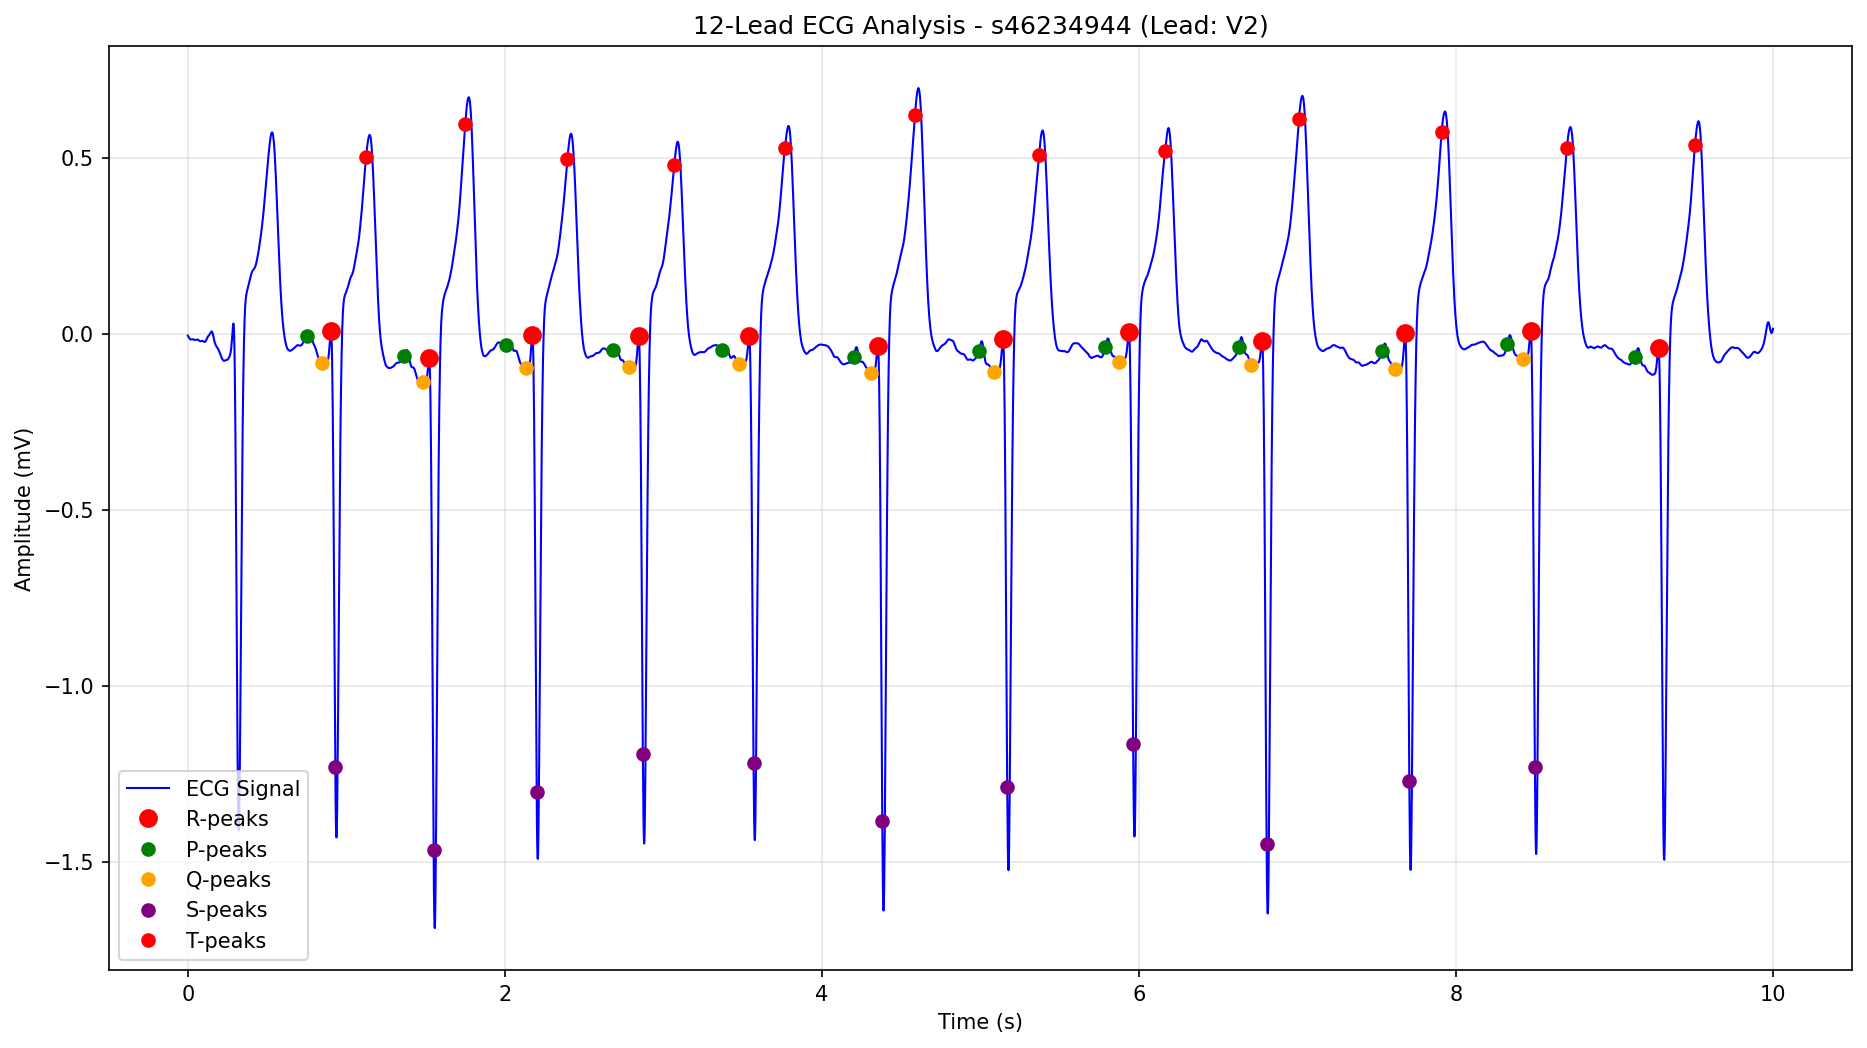 12-Lead ECG Analysis - s46234944 (Lead: V2)
Amplitude (mV)
0.5
0.0
−0.5
−1.0
−1.5
ECG Signal
R-peaks
P-peaks
Q-peaks
S-peaks
T-peaks
0 2 4 6 8 10
Time (s)